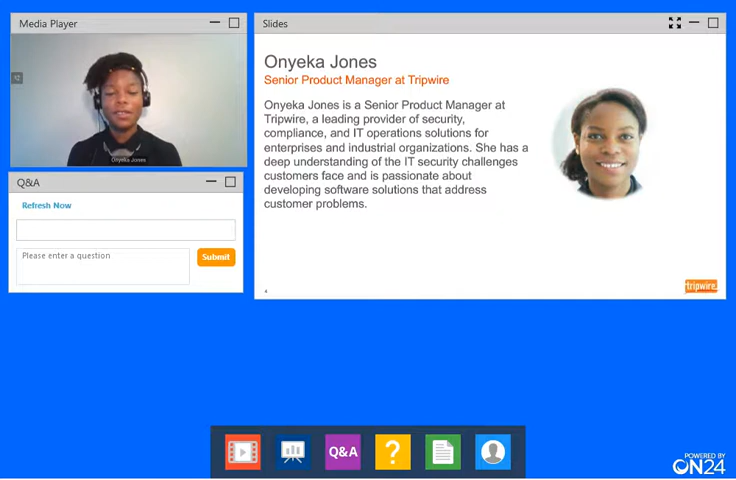 Media Player
Onyeka Jones
Q&A
Refresh Now
Please enter a question
Submit
Slides
Onyeka Jones
Senior Product Manager at Tripwire
Onyeka Jones is a Senior Product Manager at
Tripwire, a leading provider of security,
compliance, and IT operations solutions for
enterprises and industrial organizations. She has a
deep understanding of the IT security challenges
customers face and is passionate about
developing software solutions that address
customer problems.
4
tripwire
Q&A
?
POWERED BY
ON24